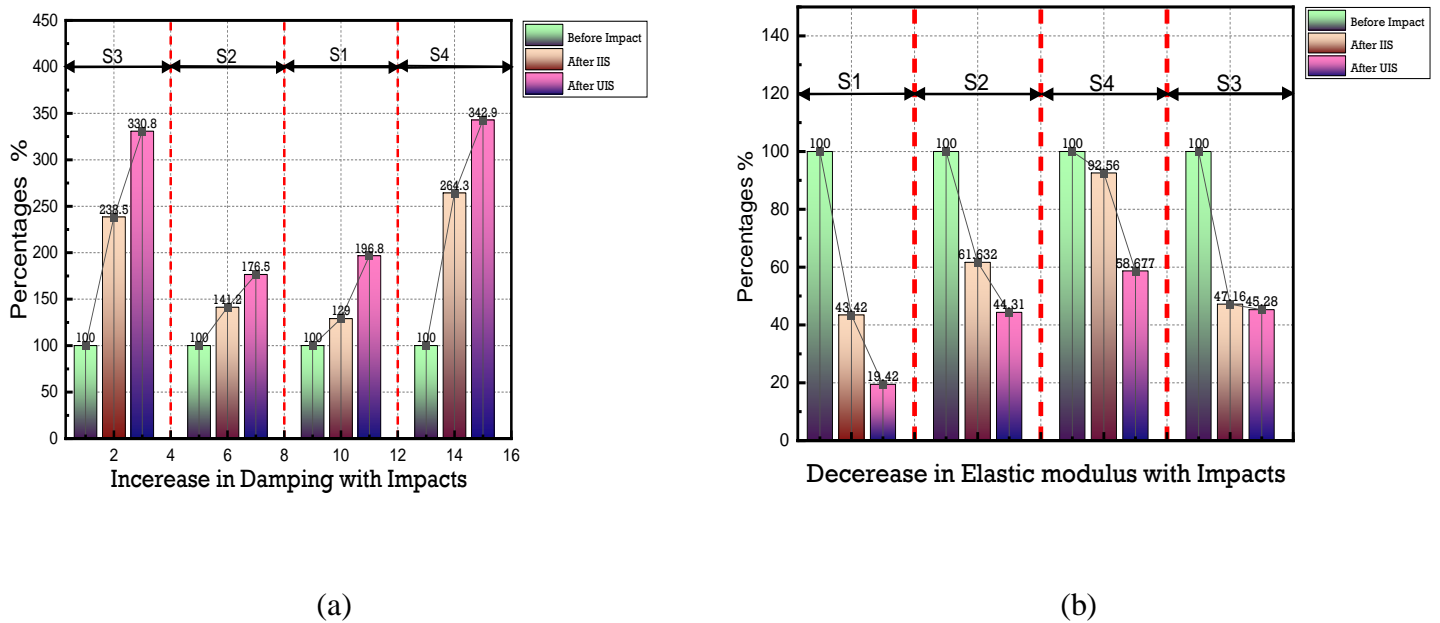 450
400
350
300
250
200
150
100
50
0
Percentages %
S3
S2
S1
S4
100
238.5
330.8
100
141.2
176.5
100
129
196.8
100
264.3
342.9
2
4
6
8
10
12
14
16
Incerease in Damping with Impacts
Before Impact
After IIS
After UIS
140
120
100
80
60
40
20
0
Percentages %
S1
S2
S4
S3
100
43.42
19.42
100
61.632
44.31
100
92.56
58.677
100
47.16
45.28
Decerease in Elastic modulus with Impacts
Before Impact
After IIS
After UIS
(a)
(b)